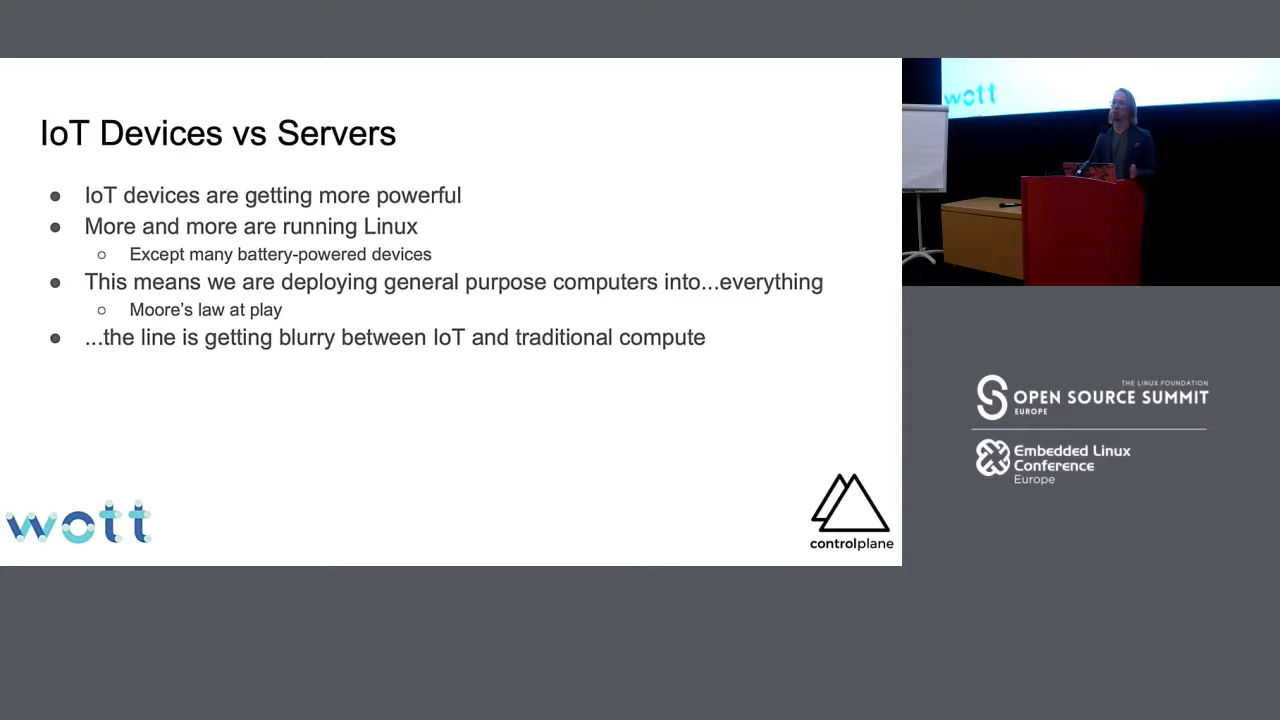 IoT Devices vs Servers
● IoT devices are getting more powerful
● More and more are running Linux
○ Except many battery-powered devices
● This means we are deploying general purpose computers into...everything
○ Moore's law at play
● ...the line is getting blurry between IoT and traditional compute
wott
controlplane
wott
THE LINUX FOUNDATION
OPEN SOURCE SUMMIT
EUROPE
Embedded Linux
Conference
Europe